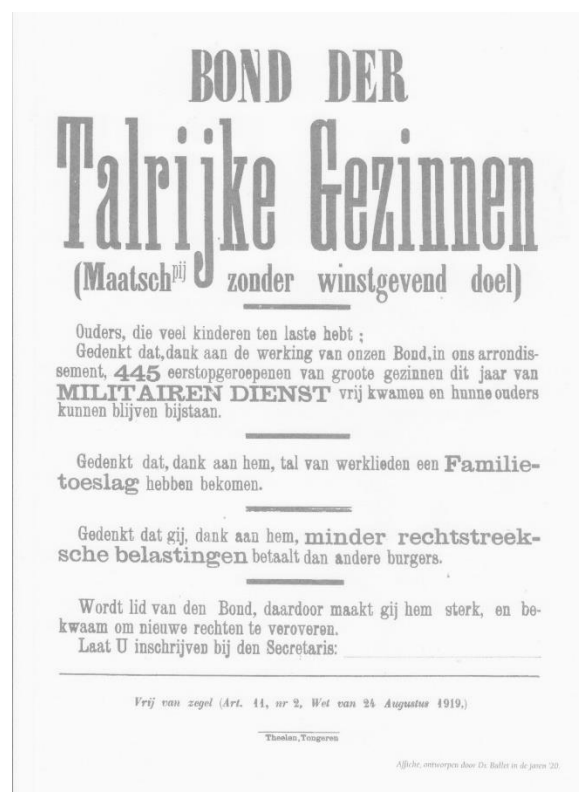 BOND DER
Talrijke Gezinnen
(Maatschpij zonder winstgevend doel)
Ouders, die veel kinderen ten laste hebt ;
Gedenkt dat,dank aan de werking van onzen Bond,in ons arrondis-
sement, 445 eerstopgeroepenen van groote gezinnen dit jaar van
MILITAIREN DIENST vrij kwamen en hunne ouders
kunnen blijven bijstaan.
Gedenkt dat, dank aan hem, tal van werklieden een Familie-
toeslag hebben bekomen.
Gedenkt dat gij, dank aan hem, minder rechtstreek-
sche belastingen betaalt dan andere burgers.
Wordt lid van den Bond, daardoor maakt gij hem sterk, en be-
kwaam om nieuwe rechten te veroveren.
Laat U inschrijven bij den Secretaris:
Vrij van zegel (Art. 11, nr 2, Wet van 24 Augustus 1919.)
Theelen, Tongeren
Affiche, ontworpen door Dr. Ballet in de jaren '20